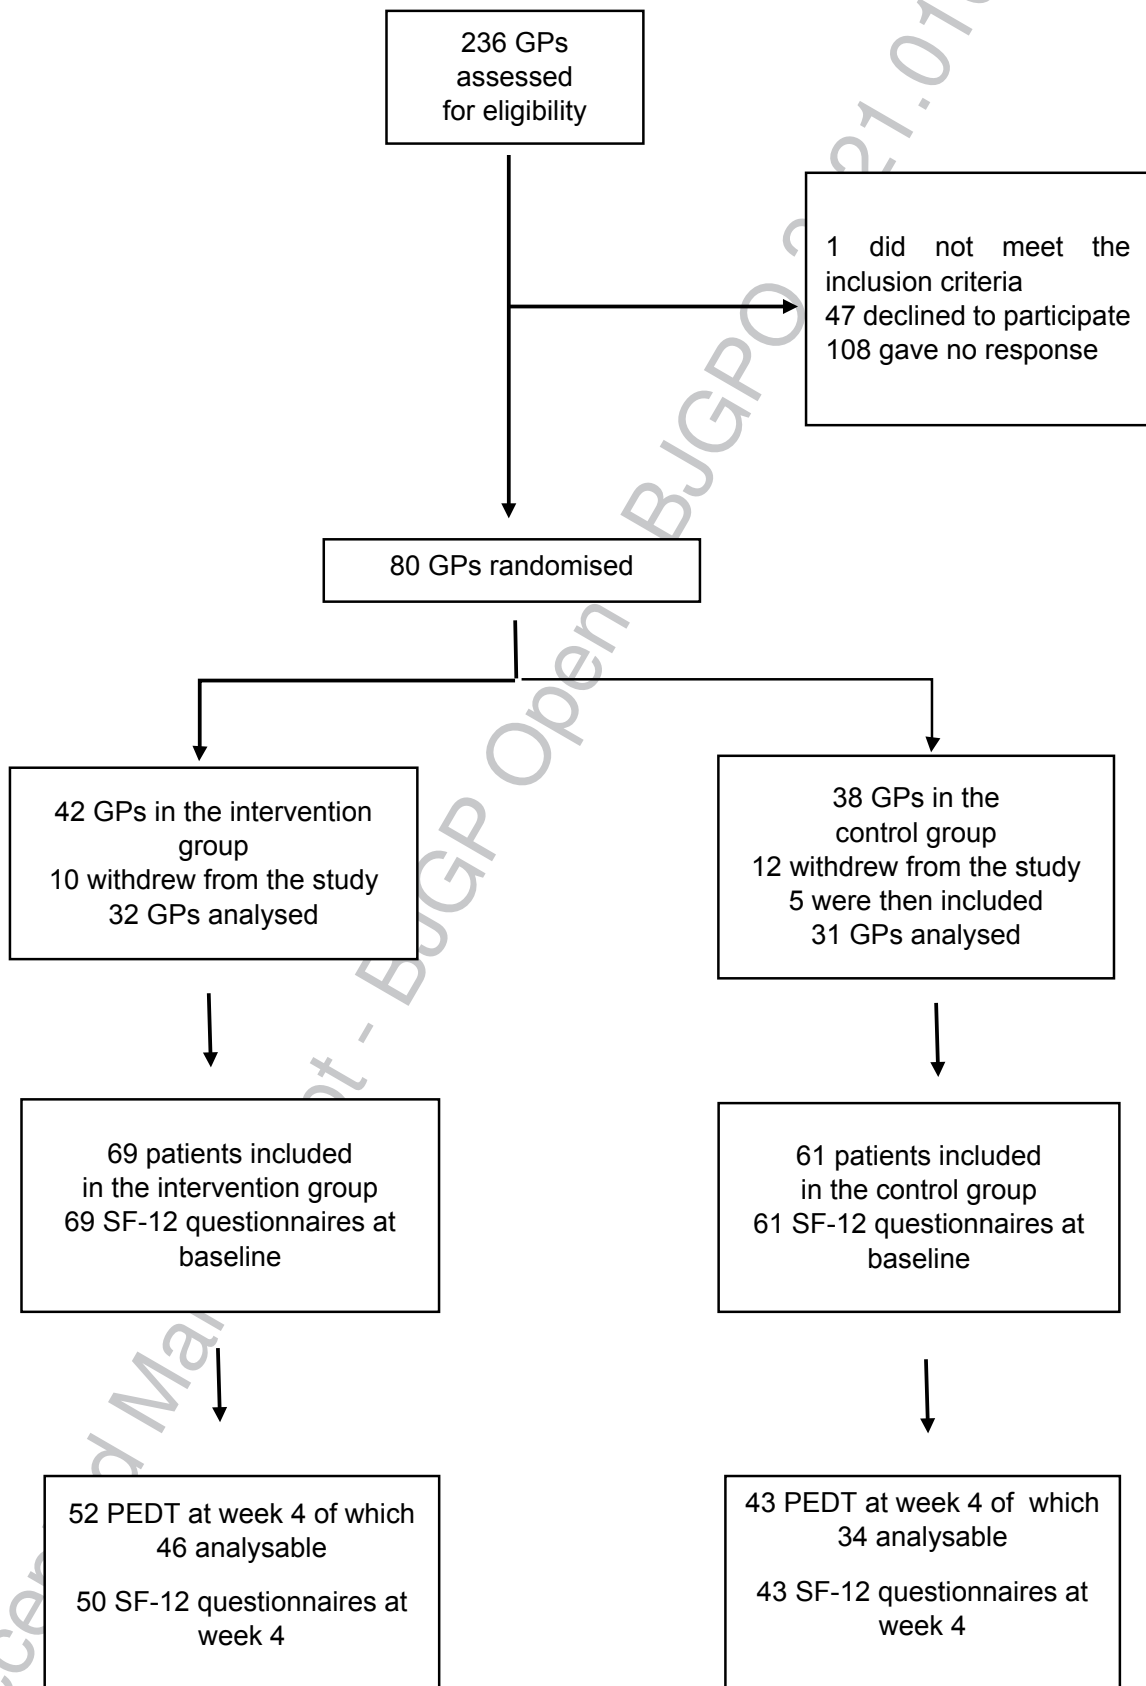 236 GPs
assessed
for eligibility
1 did not meet the
inclusion criteria
47 declined to participate
108 gave no response
80 GPs randomised
42 GPs in the intervention
group
10 withdrew from the study
32 GPs analysed
38 GPs in the
control group
12 withdrew from the study
5 were then included
31 GPs analysed
69 patients included
in the intervention group
69 SF-12 questionnaires at
baseline
61 patients included
in the control group
61 SF-12 questionnaires at
baseline
52 PEDT at week 4 of which
46 analysable
50 SF-12 questionnaires at
week 4
43 PEDT at week 4 of which
34 analysable
43 SF-12 questionnaires at
week 4
- BJGP Open BJGPO